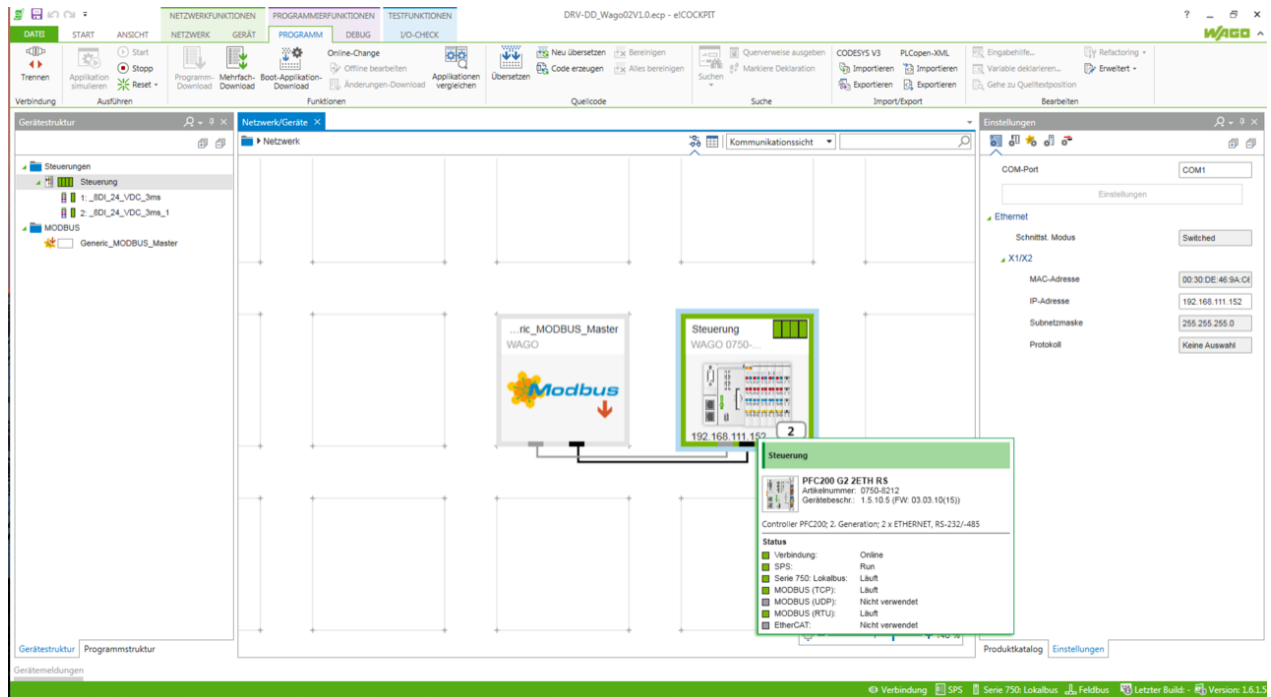 NETZWERKFUNKTIONEN PROGRAMMIERFUNKTIONEN TESTFUNKTIONEN DRV-DD_Wago02V1.0.ecp - e!COCKPIT
DATEI START ANSICHT NETZWERK GERÄT PROGRAMM DEBUG I/O-CHECK WAGO
Trennen
Verbindung
Applikation simulieren
Start
Stopp
Reset
Ausführen
Programm-Download
Mehrfach-Download
Boot-Applikation-Download
Online-Change
Offline bearbeiten
Änderungen-Download
Applikationen vergleichen
Funktionen
Übersetzen
Neu übersetzen
Bereinigen
Code erzeugen
Alles bereinigen
Quellcode
Suchen
Querverweise ausgeben
Markiere Deklaration
Suche
CODESYS V3
PLCopen-XML
Importieren
Importieren
Exportieren
Exportieren
Import/Export
Eingabehilfe...
Refactoring
Variable deklarieren...
Erweitert
Gehe zu Quelltextposition
Bearbeiten
Gerätestruktur
Steuerungen
Steuerung
1: _8DI_24_VDC_3ms
2: _8DI_24_VDC_3ms_1
MODBUS
Generic_MODBUS_Master
Gerätestruktur Programmstruktur
Gerätemeldungen
Netzwerk/Geräte
Netzwerk
Kommunikationssicht
...ric_MODBUS_Master
WAGO
Modbus
Steuerung
WAGO 0750-...
192.168.111.152
2
Steuerung
PFC200 G2 2ETH RS
Artikelnummer: 0750-8212
Gerätebeschr.: 1.5.10.5 (FW: 03.03.10(15))
Controller PFC200; 2. Generation; 2 x ETHERNET, RS-232/-485
Status
Verbindung: Online
SPS: Run
Serie 750: Lokalbus: Läuft
MODBUS (TCP): Läuft
MODBUS (UDP): Nicht verwendet
MODBUS (RTU): Läuft
EtherCAT: Nicht verwendet
Einstellungen
COM-Port COM1
Einstellungen
Ethernet
Schnittst. Modus Switched
X1/X2
MAC-Adresse 00:30:DE:46:9A:
IP-Adresse 192.168.111.152
Subnetzmaske 255.255.255.0
Protokoll Keine Auswahl
Produktkatalog Einstellungen
Verbindung SPS Serie 750: Lokalbus Feldbus Letzter Build: - Version: 1.6.1.5